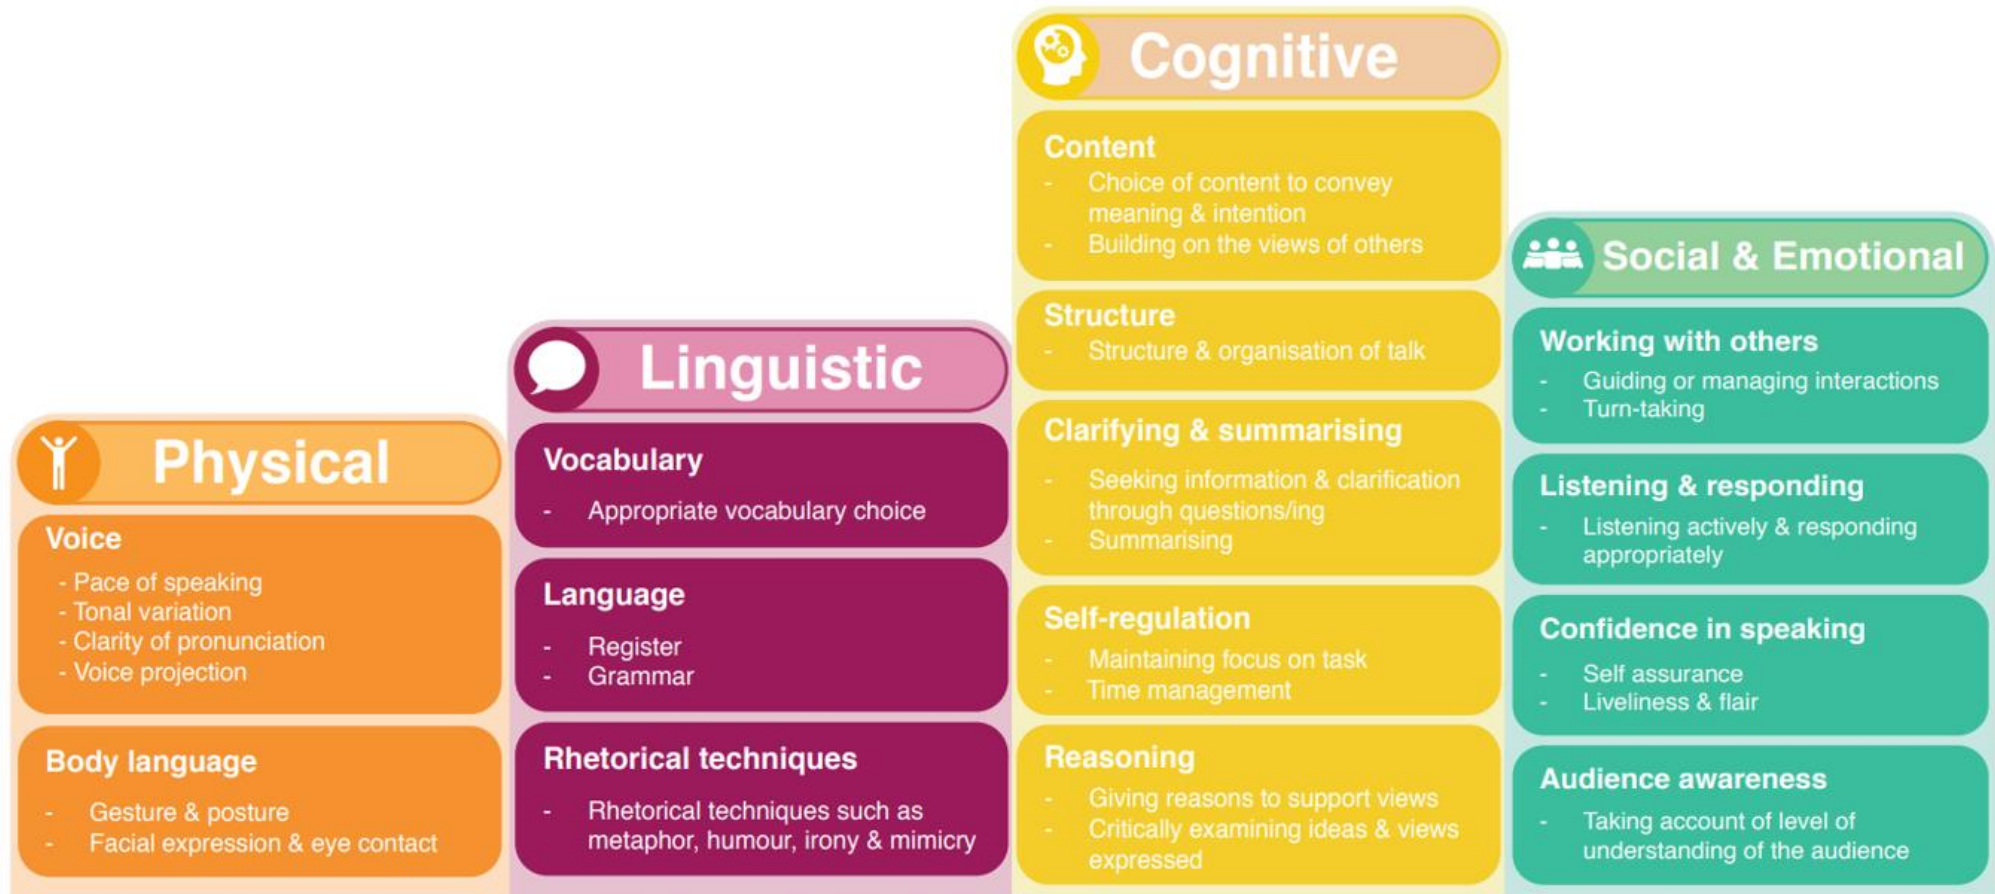 Physical
Voice
- Pace of speaking
- Tonal variation
- Clarity of pronunciation
- Voice projection
Body language
- Gesture & posture
- Facial expression & eye contact
Linguistic
Vocabulary
- Appropriate vocabulary choice
Language
- Register
- Grammar
Rhetorical techniques
- Rhetorical techniques such as
metaphor, humour, irony & mimicry
Cognitive
Content
- Choice of content to convey
meaning & intention
- Building on the views of others
Structure
- Structure & organisation of talk
Clarifying & summarising
- Seeking information & clarification
through questions/ing
- Summarising
Self-regulation
- Maintaining focus on task
- Time management
Reasoning
- Giving reasons to support views
- Critically examining ideas & views
expressed
Social & Emotional
Working with others
- Guiding or managing interactions
- Turn-taking
Listening & responding
- Listening actively & responding
appropriately
Confidence in speaking
- Self assurance
- Liveliness & flair
Audience awareness
- Taking account of level of
understanding of the audience